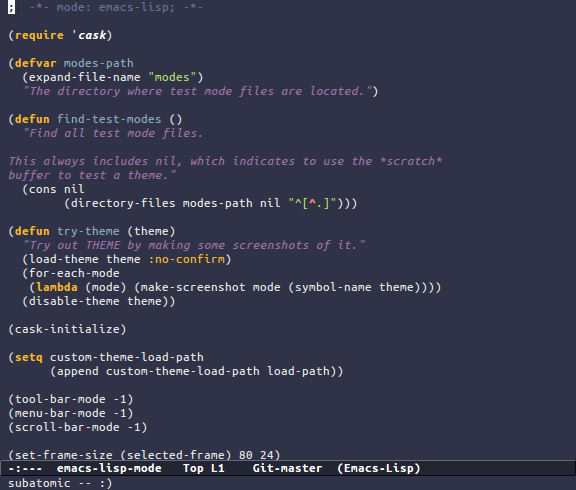 ;; -*- mode: emacs-lisp; -*-

(require 'cask)

(defvar modes-path
  (expand-file-name "modes")
  "The directory where test mode files are located.")

(defun find-test-modes ()
  "Find all test mode files.

This always includes nil, which indicates to use the *scratch*
buffer to test a theme."
  (cons nil
        (directory-files modes-path nil "^[^.]")))

(defun try-theme (theme)
  "Try out THEME by making some screenshots of it."
  (load-theme theme :no-confirm)
  (for-each-mode
   (lambda (mode) (make-screenshot mode (symbol-name theme))))
  (disable-theme theme))

(cask-initialize)

(setq custom-theme-load-path
      (append custom-theme-load-path load-path))

(tool-bar-mode -1)
(menu-bar-mode -1)
(scroll-bar-mode -1)

(set-frame-size (selected-frame) 80 24)
-:---  emacs-lisp-mode   Top L1    Git-master  (Emacs-Lisp)
subatomic -- :)